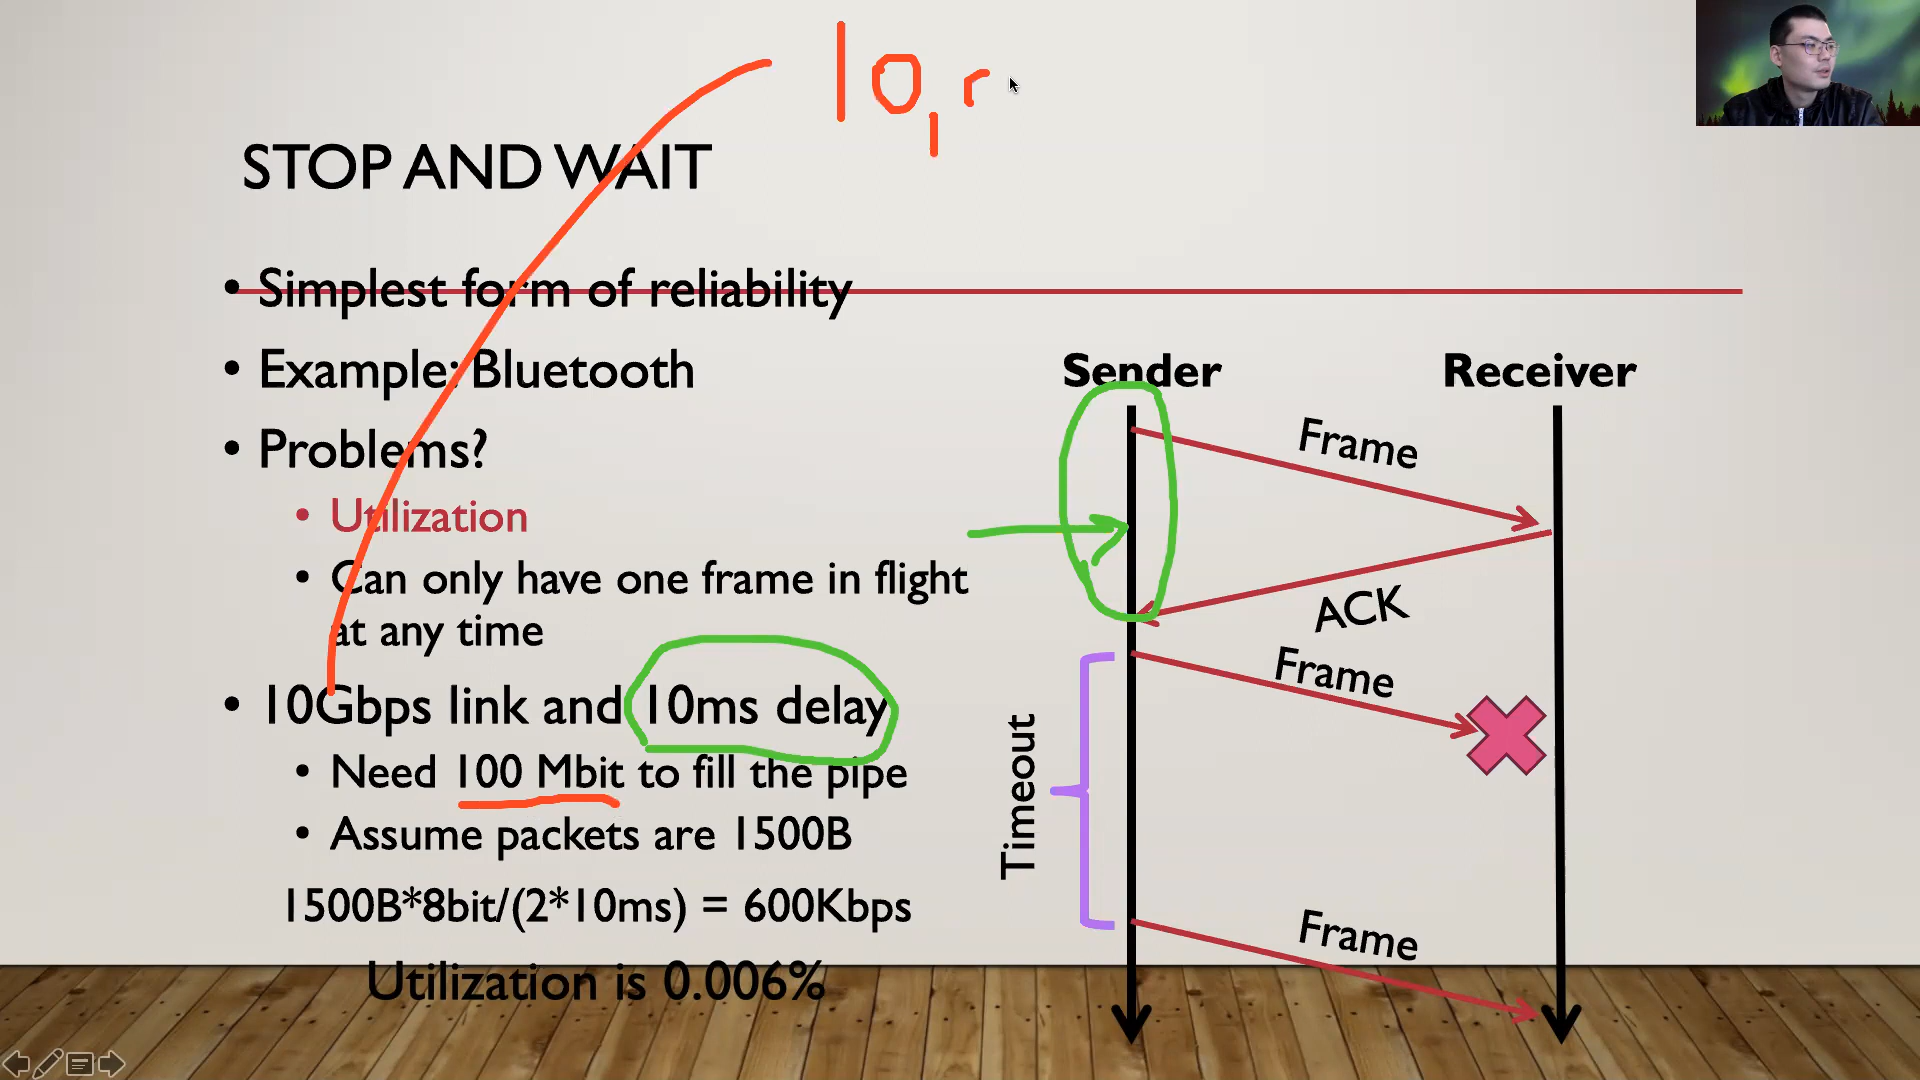 10,
STOP AND WAIT
• Simplest form of reliability
• Example: Bluetooth
• Problems?
• Utilization
• Can only have one frame in flight
at any time
• 10Gbps link and 10ms delay
• Need 100 Mbit to fill the pipe
• Assume packets are 1500B
1500B*8bit/(2*10ms) = 600Kbps
Utilization is 0.006%
Sender
Receiver
Frame
ACK
Frame
Timeout
Frame